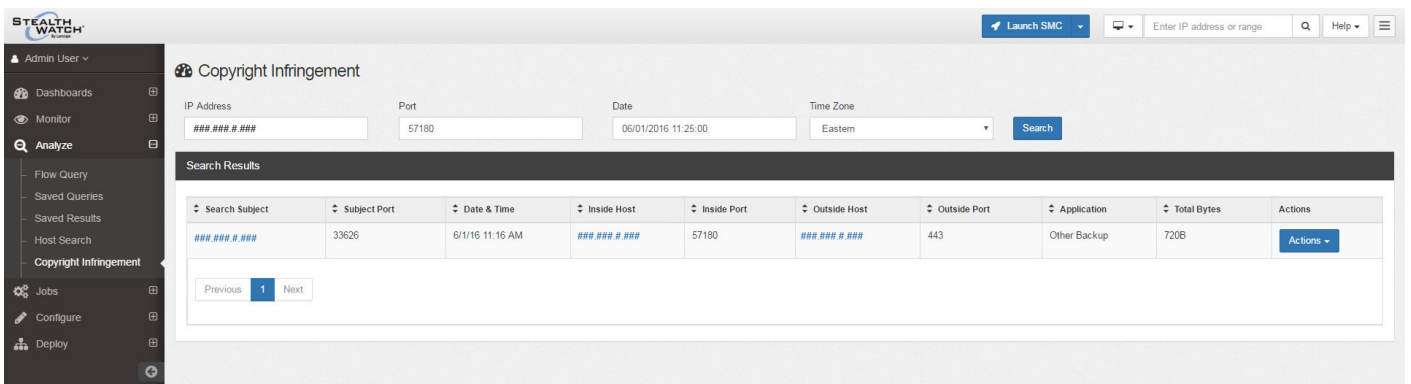 STEALTH
WATCH
by Lancope
Launch SMC
Enter IP address or range
Help
Admin User
Dashboards
Monitor
Analyze
Flow Query
Saved Queries
Saved Results
Host Search
Copyright Infringement
Jobs
Configure
Deploy
Copyright Infringement
IP Address Port Date Time Zone
###.###.#.### 57180 06/01/2016 11:25:00 Eastern Search
Search Results
Search Subject Subject Port Date & Time Inside Host Inside Port Outside Host Outside Port Application Total Bytes Actions
###.###.#.### 33626 6/1/16 11:16 AM ###.###.#.### 57180 ###.###.#.### 443 Other Backup 720B Actions
Previous 1 Next